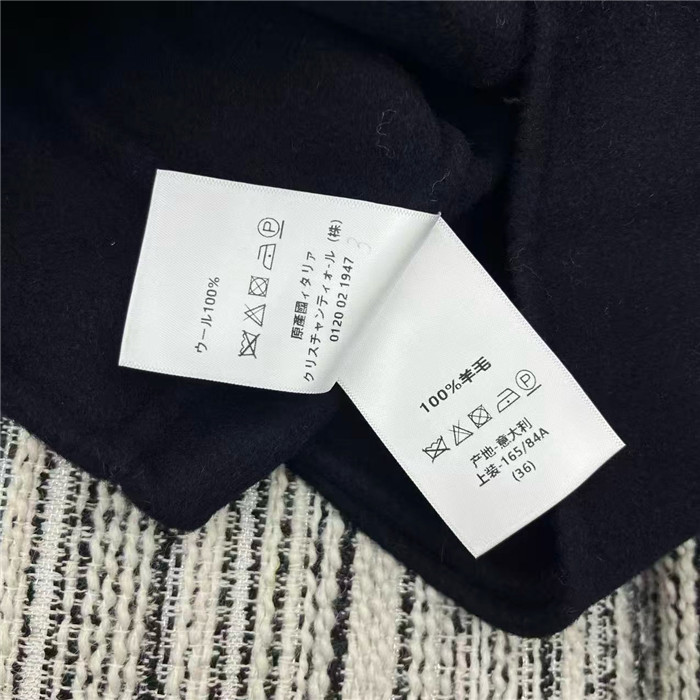 ウール100%
原產國イタリア
クリスチャンディオール(株)
0120 02 1947
3
100%羊毛
产地-意大利
上装-165/84A
(36)